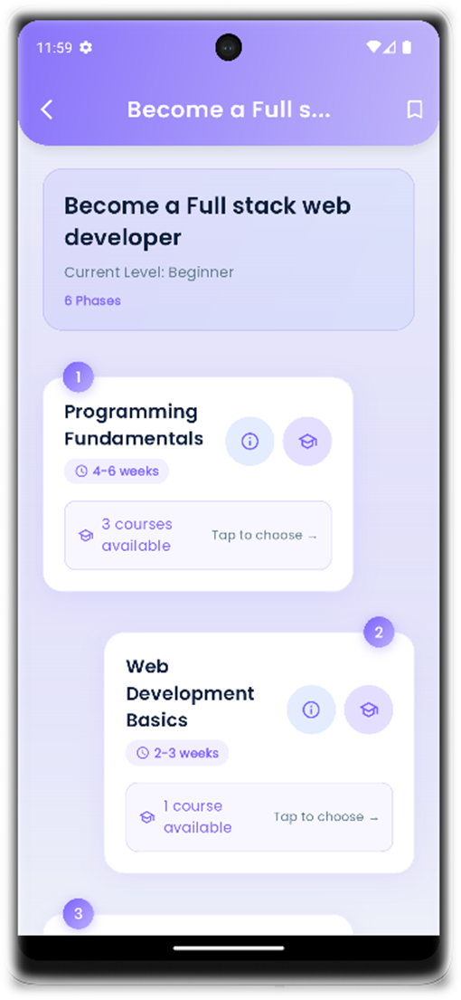 11:59
Become a Full s...
Become a Full stack web
developer
Current Level: Beginner
6 Phases
1
Programming
Fundamentals
4-6 weeks
3 courses
available
Tap to choose →
2
Web
Development
Basics
2-3 weeks
1 course
available
Tap to choose →
3